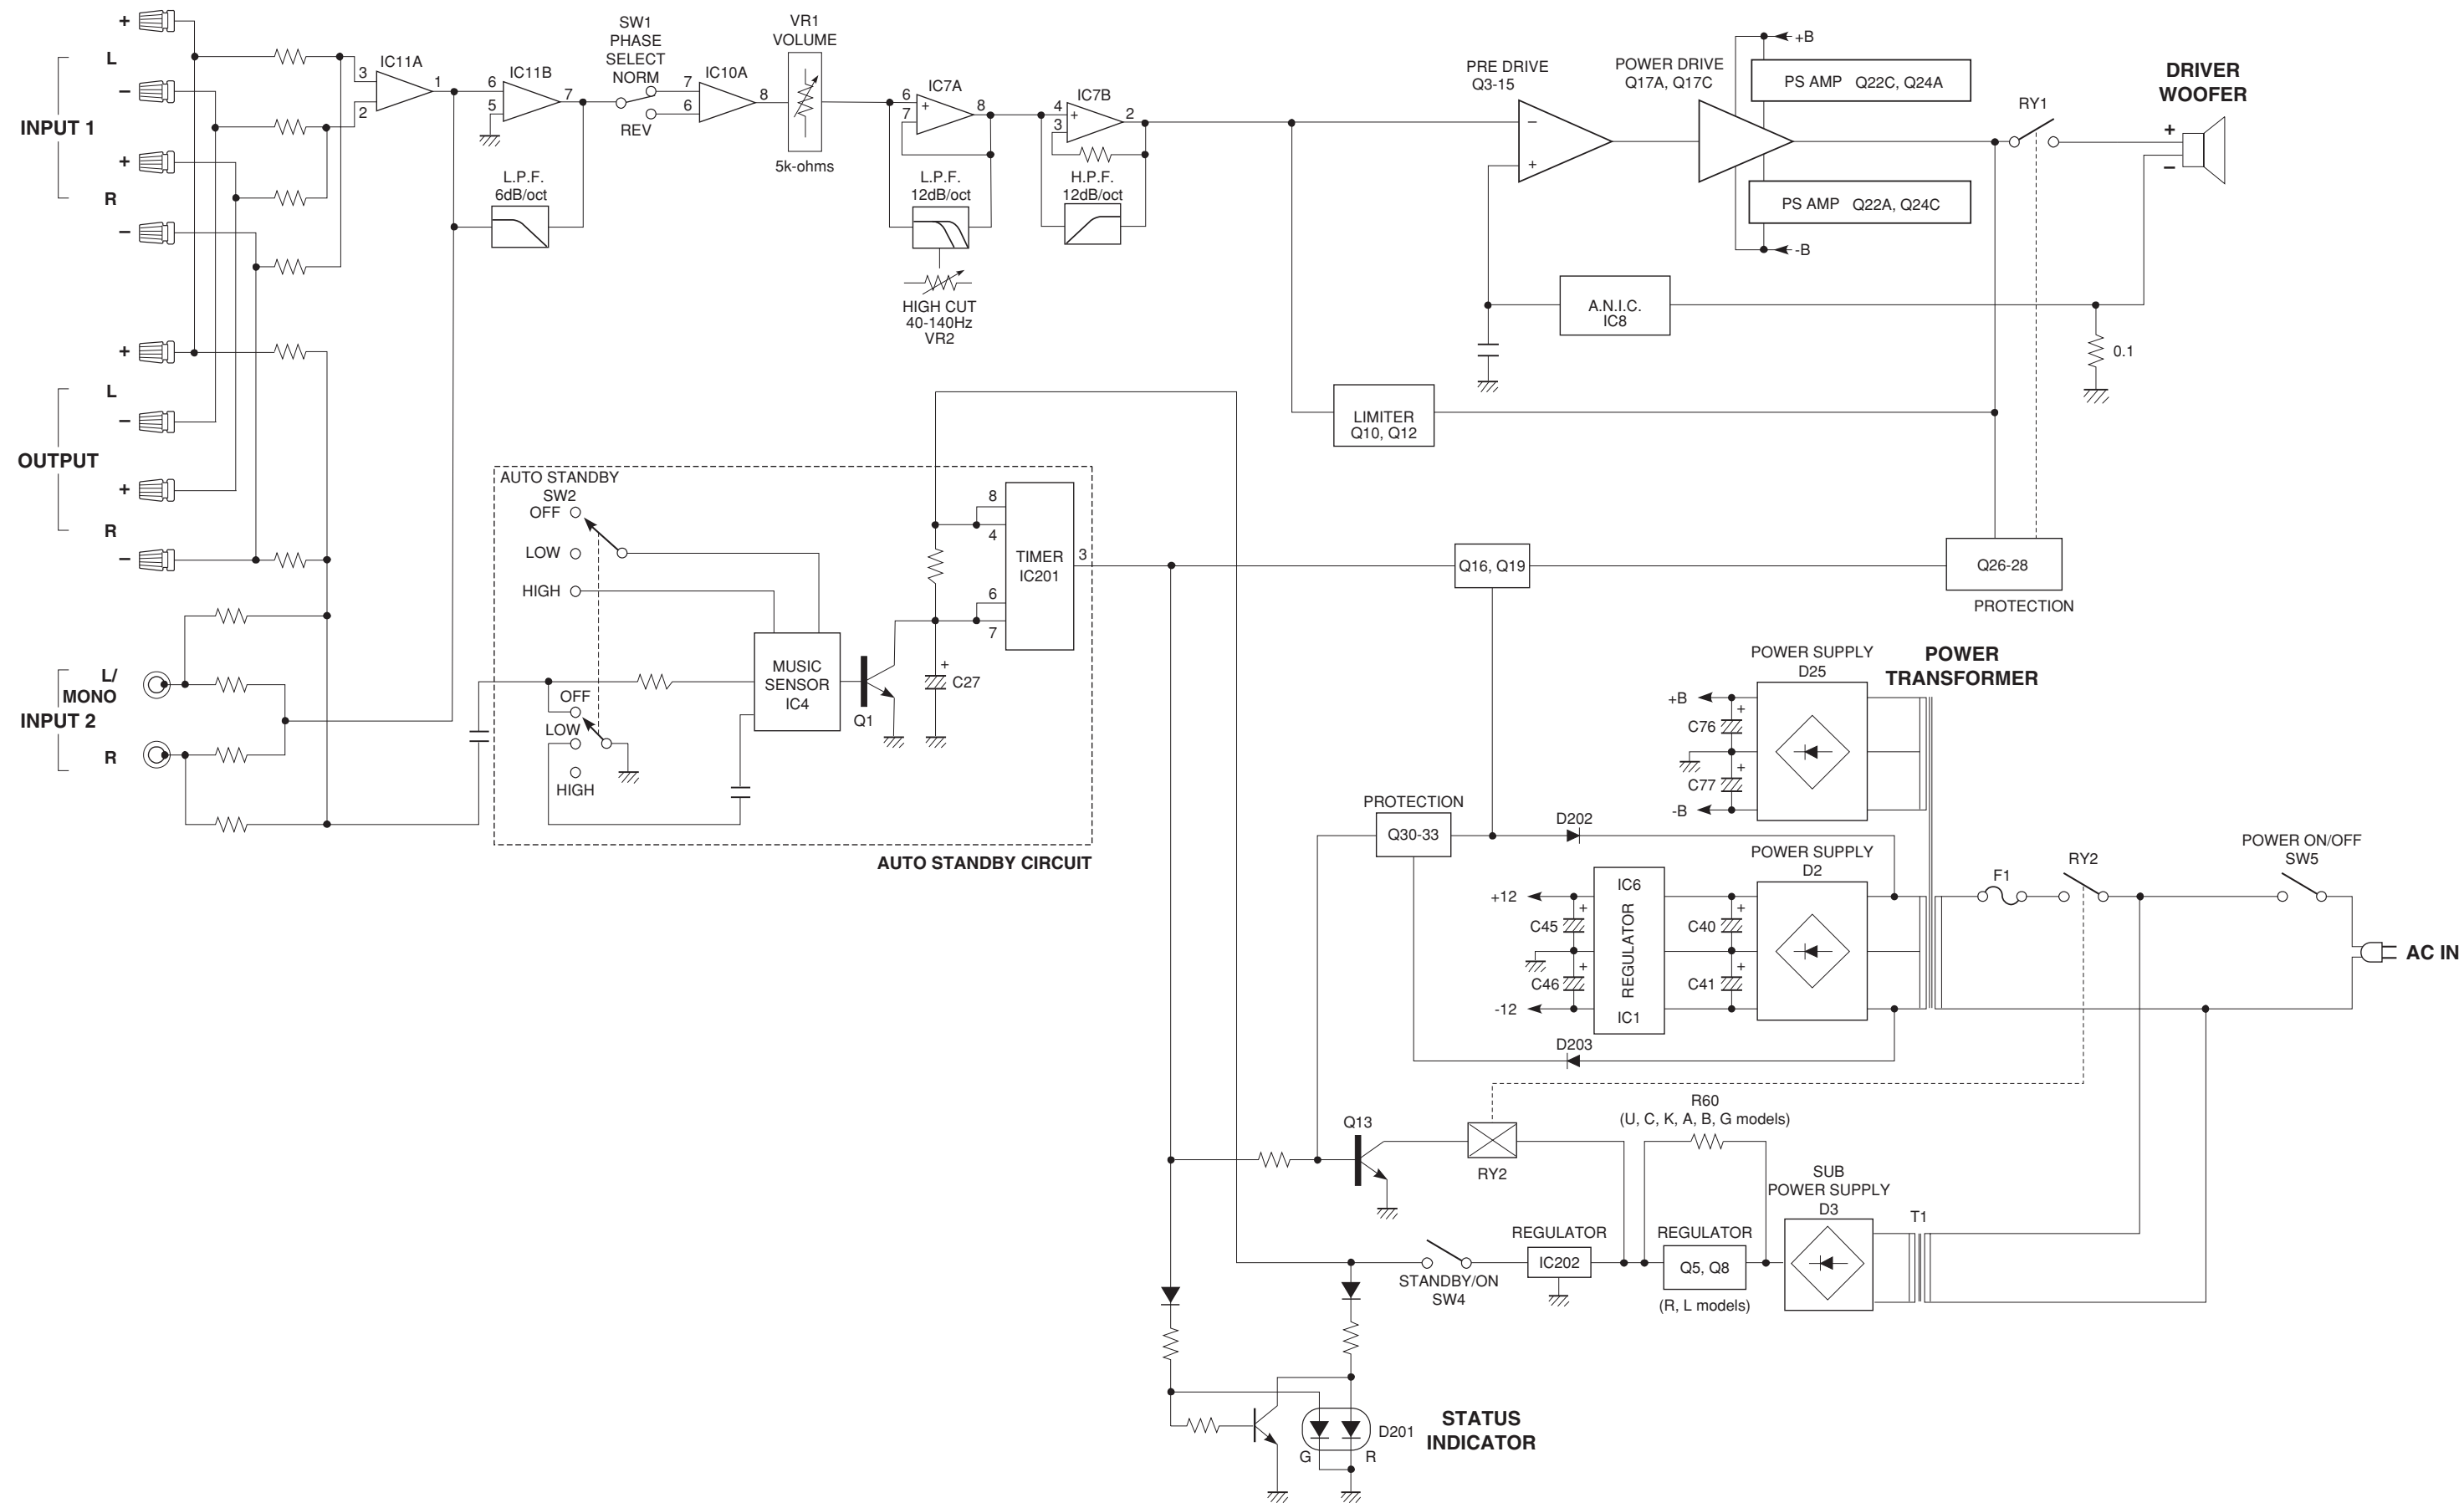 INPUT 1
+
L
−
+
R
−
IC11A
3
2
1
IC11B
6
5
7
L.P.F.
6dB/oct
SW1
PHASE
SELECT
NORM
REV
IC10A
7
6
8
VR1
VOLUME
5k-ohms
IC7A
6
+
7
8
L.P.F.
12dB/oct
HIGH CUT
40-140Hz
VR2
IC7B
4
+
3
2
H.P.F.
12dB/oct
PRE DRIVE
Q3-15
−
+
POWER DRIVE
Q17A, Q17C
+B
PS AMP Q22C, Q24A
PS AMP Q22A, Q24C
-B
RY1
DRIVER
WOOFER
+
−
A.N.I.C.
IC8
0.1
LIMITER
Q10, Q12
OUTPUT
+
L
−
+
R
−
AUTO STANDBY
SW2
OFF
LOW
HIGH
OFF
LOW
HIGH
MUSIC
SENSOR
IC4
Q1
+
C27
8
4
6
7
TIMER
IC201
3
AUTO STANDBY CIRCUIT
INPUT 2
L/
MONO
R
Q16, Q19
Q26-28
PROTECTION
POWER SUPPLY
D25
POWER
TRANSFORMER
+B
+
C76
+
C77
-B
PROTECTION
Q30-33
D202
POWER SUPPLY
D2
+12
+
C45
+
C46
-12
IC6
REGULATOR
IC1
+
C40
+
C41
D203
F1
RY2
POWER ON/OFF
SW5
AC IN
Q13
RY2
R60
(U, C, K, A, B, G models)
STANDBY/ON
SW4
REGULATOR
IC202
REGULATOR
Q5, Q8
(R, L models)
SUB
POWER SUPPLY
D3
T1
D201
G
R
STATUS
INDICATOR